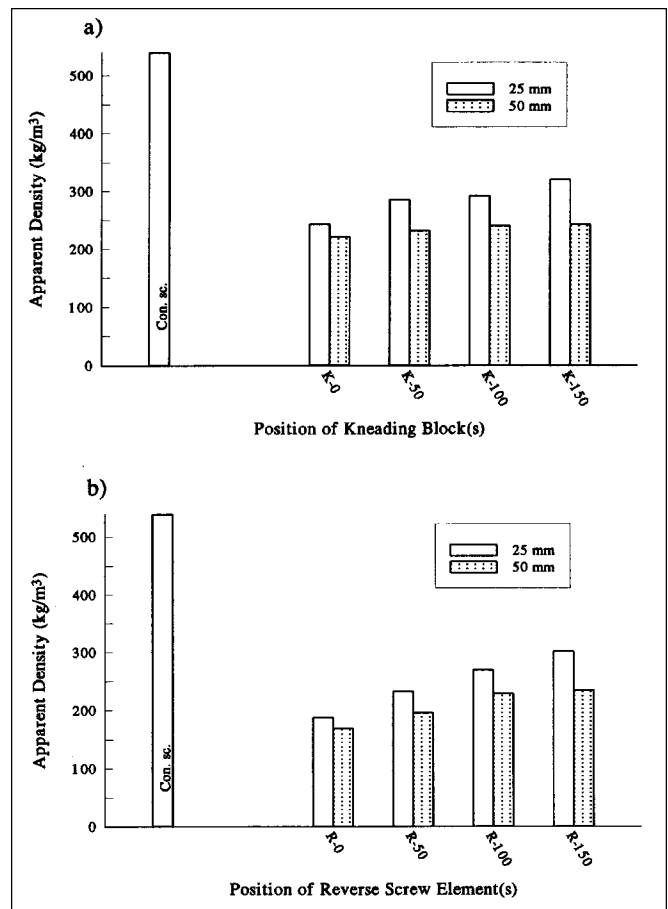 a)
500
400
300
200
100
0
Apparent Density (kg/m³)
25 mm
50 mm
Con. sc.
K-0
K-50
K-100
K-150
Position of Kneading Block(s)
b)
500
400
300
200
100
0
Apparent Density (kg/m³)
25 mm
50 mm
Con. sc.
R-0
R-50
R-100
R-150
Position of Reverse Screw Element(s)